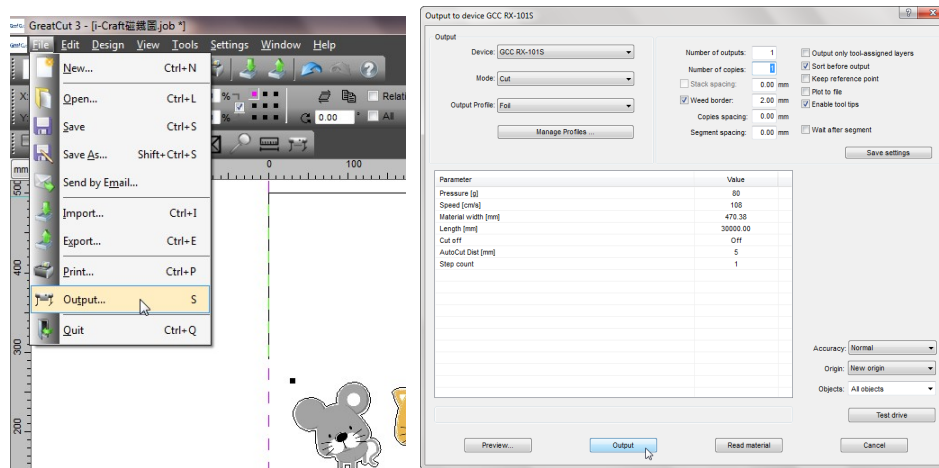 GreatCut 3 - [i-Craft磁鐵圖.job *]
File Edit Design View Tools Settings Window Help
New... Ctrl+N
Open... Ctrl+L
Save Ctrl+S
Save As... Shift+Ctrl+S
Send by Email...
Import... Ctrl+I
Export... Ctrl+E
Print... Ctrl+P
Output... S
Quit Ctrl+Q
X:
Y:
%
%
Relati
0.00 °
All
mm
0 100
500
400
300
200
Output to device GCC RX-101S
Output
Device: GCC RX-101S
Mode: Cut
Output Profile: Foil
Manage Profiles ...
Number of outputs: 1
Number of copies: 1
Stack spacing: 0.00 mm
Weed border: 2.00 mm
Copies spacing: 0.00 mm
Segment spacing: 0.00 mm
Output only tool-assigned layers
Sort before output
Keep reference point
Plot to file
Enable tool tips
Wait after segment
Save settings
Parameter Value
Pressure [g] 80
Speed [cm/s] 108
Material width [mm] 470.38
Length [mm] 30000.00
Cut off Off
AutoCut Dist [mm] 5
Step count 1
Accuracy: Normal
Origin: New origin
Objects: All objects
Test drive
Preview... Output Read material Cancel